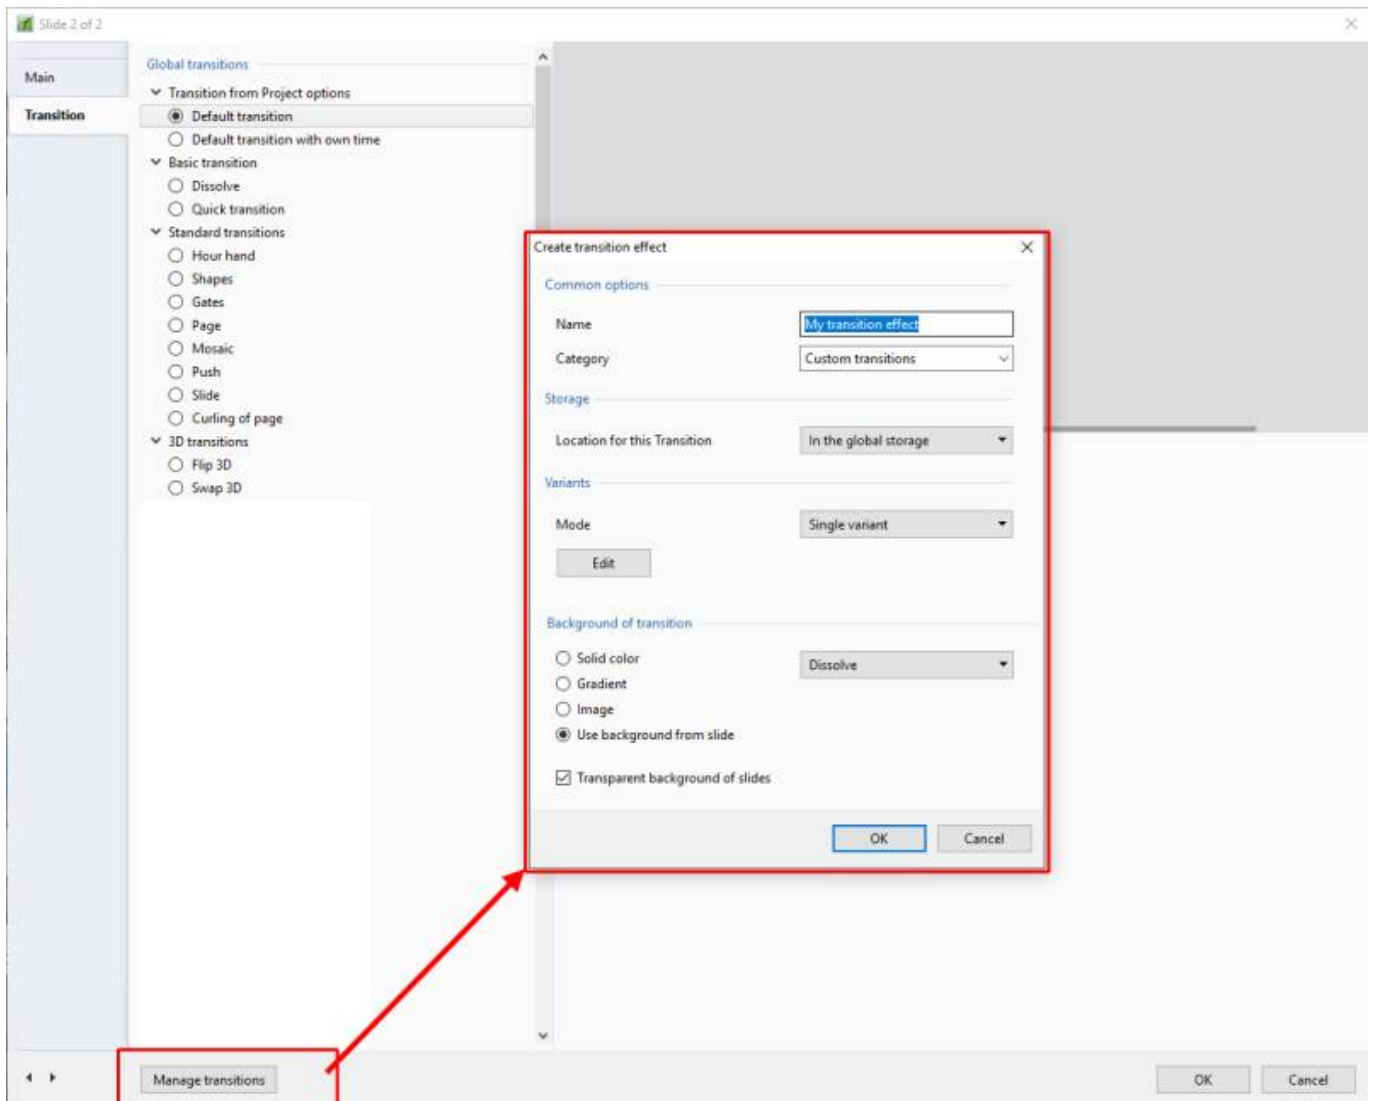 Slide 2 of 2
Main
Transition
Global transitions
Transition from Project options
Default transition
Default transition with own time
Basic transition
Dissolve
Quick transition
Standard transitions
Hour hand
Shapes
Gates
Page
Mosaic
Push
Slide
Curling of page
3D transitions
Flip 3D
Swap 3D
Create transition effect
Common options
Name My transition effect
Category Custom transitions
Storage
Location for this Transition In the global storage
Variants
Mode Single variant
Edit
Background of transition
Solid color Dissolve
Gradient
Image
Use background from slide
Transparent background of slides
OK Cancel
Manage transitions OK Cancel